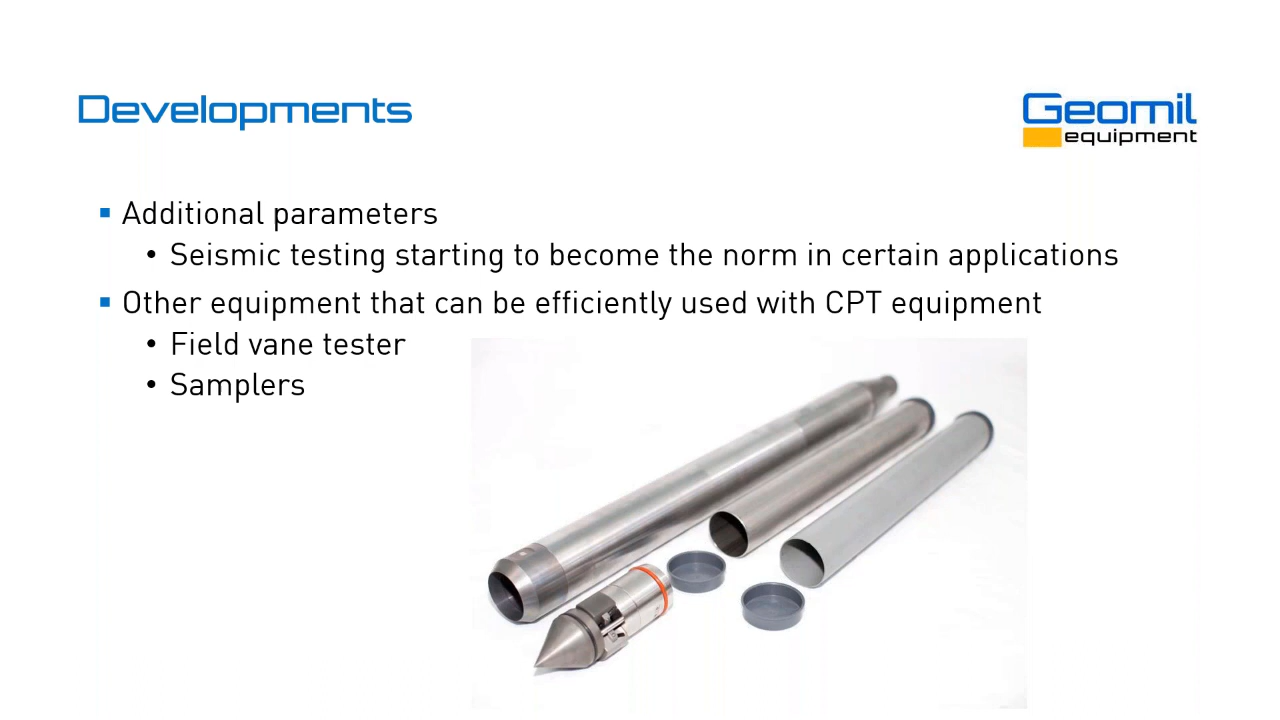 Developments
Geomil
equipment
Additional parameters
Seismic testing starting to become the norm in certain applications
Other equipment that can be efficiently used with CPT equipment
Field vane tester
Samplers